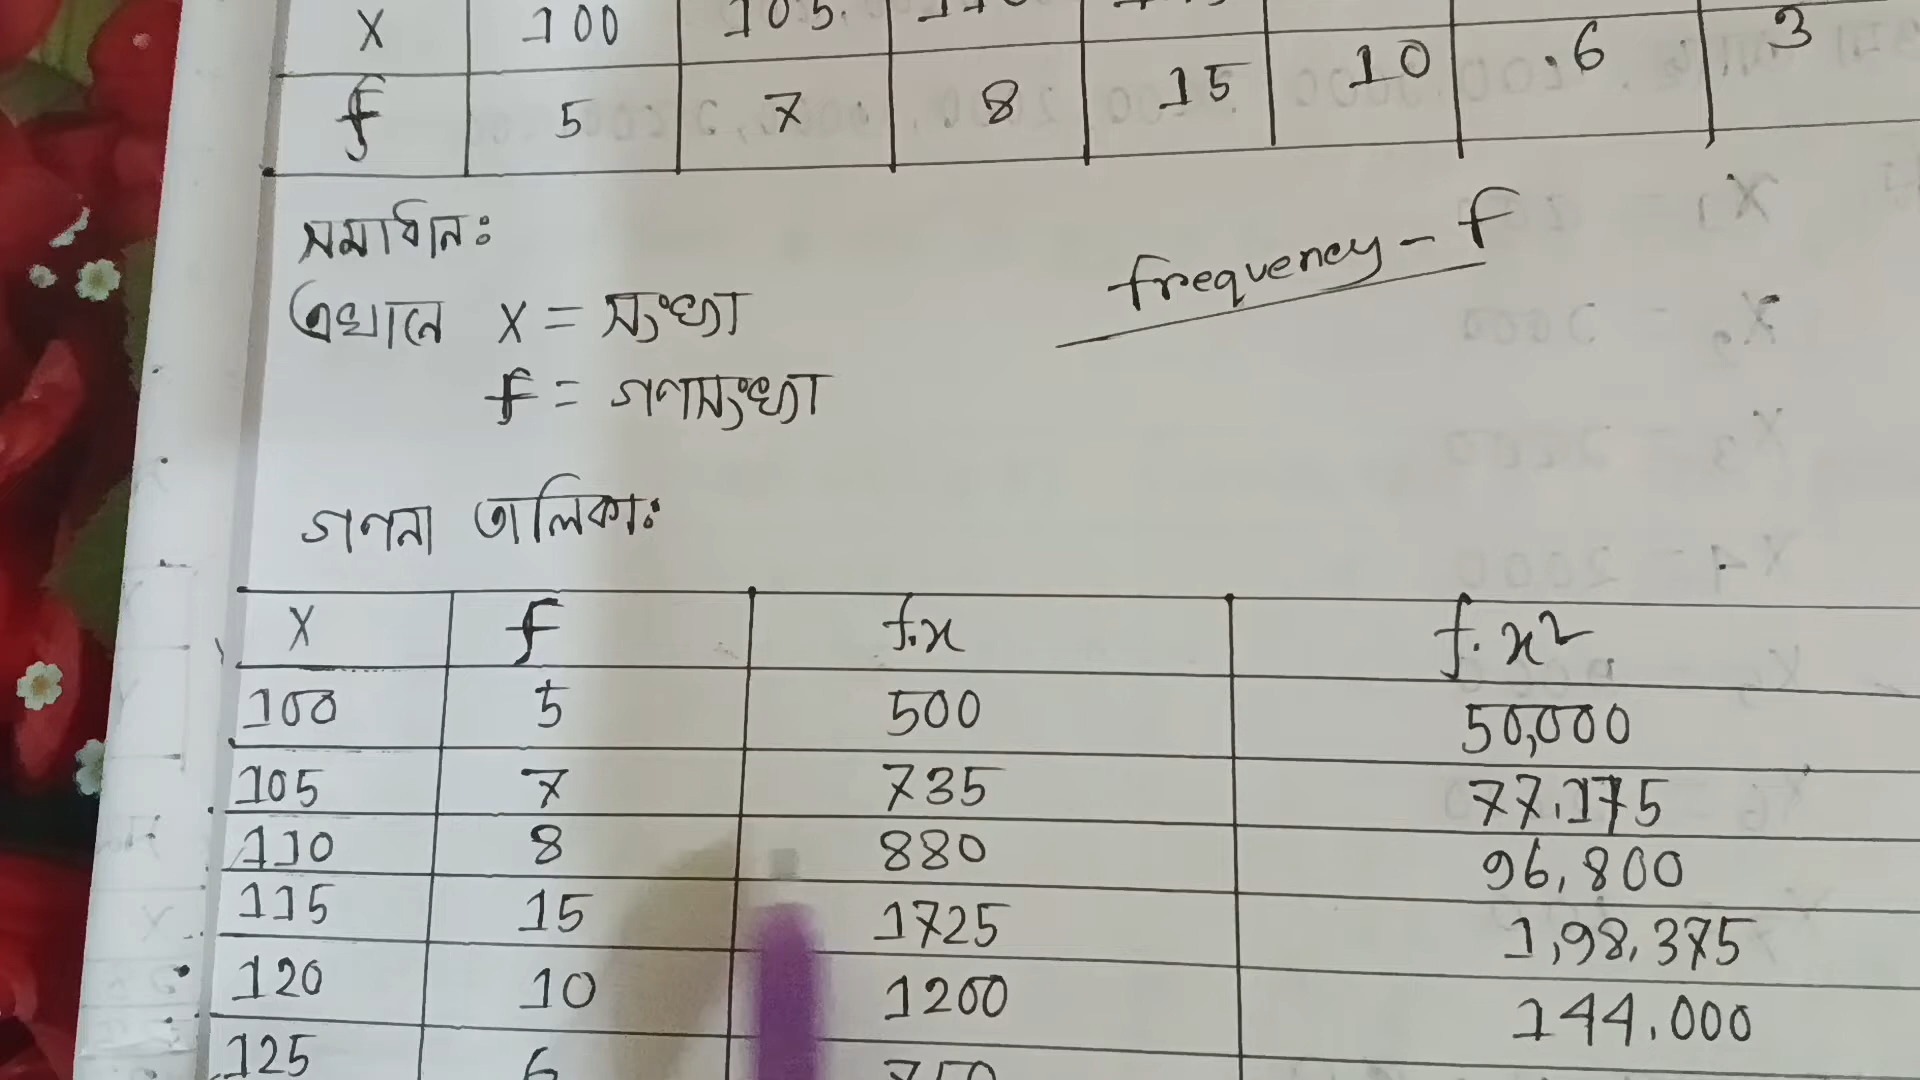 X 100 105
f 5 7 8 15 10 6 3
সমাধান:
frequency - f
এখানে X = সংখ্যা
f = গণসংখ্যা
গণনা তালিকা:
X f f.x f.x²
100 5 500 50,000
105 7 735 77,175
110 8 880 96,800
115 15 1725 1,98,375
120 10 1200 144,000
125 6 750